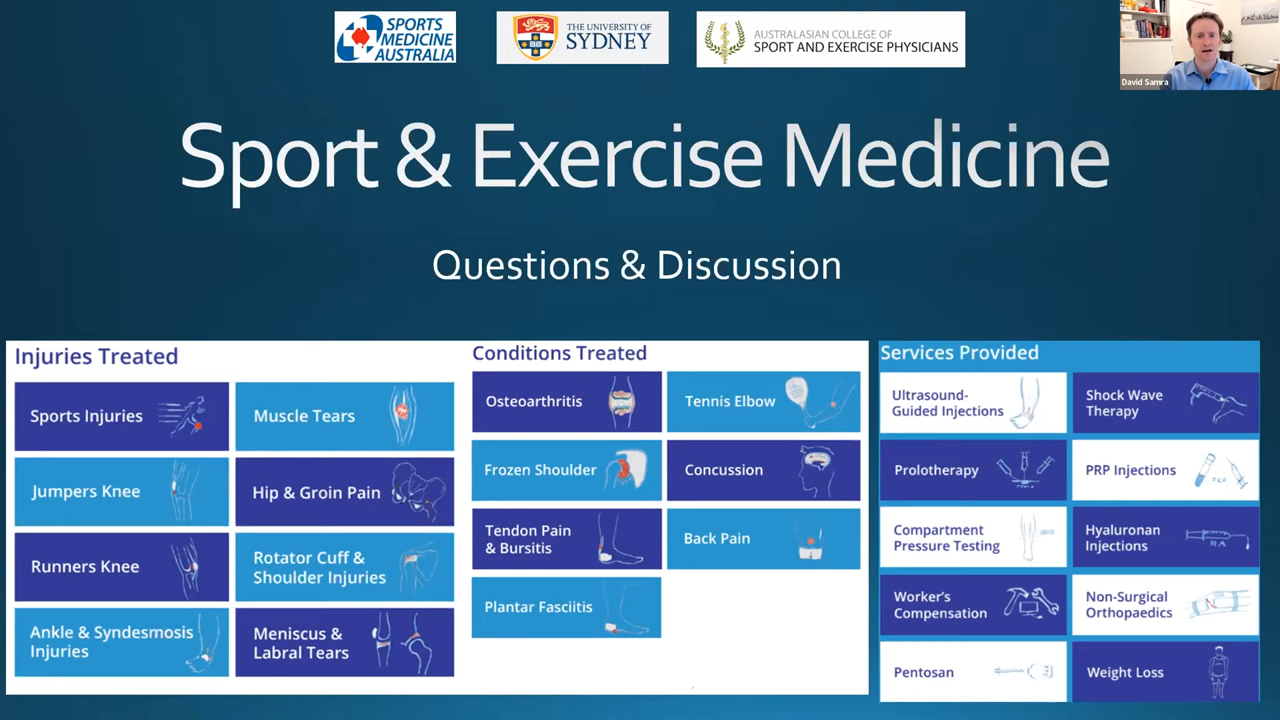 SPORTS
MEDICINE
AUSTRALIA
THE UNIVERSITY OF
SYDNEY
AUSTRALASIAN COLLEGE OF
SPORT AND EXERCISE PHYSICIANS
David Samra
Sport & Exercise Medicine
Questions & Discussion
Injuries Treated
Sports Injuries
Muscle Tears
Jumpers Knee
Hip & Groin Pain
Runners Knee
Rotator Cuff &
Shoulder Injuries
Ankle & Syndesmosis
Injuries
Meniscus &
Labral Tears
Conditions Treated
Osteoarthritis
Tennis Elbow
Frozen Shoulder
Concussion
Tendon Pain
& Bursitis
Back Pain
Plantar Fasciitis
Services Provided
Ultrasound-
Guided Injections
Shock Wave
Therapy
Prolotherapy
PRP Injections
PRP
Compartment
Pressure Testing
Hyaluronan
Injections
HA
Worker's
Compensation
Non-Surgical
Orthopaedics
Pentosan
Weight Loss